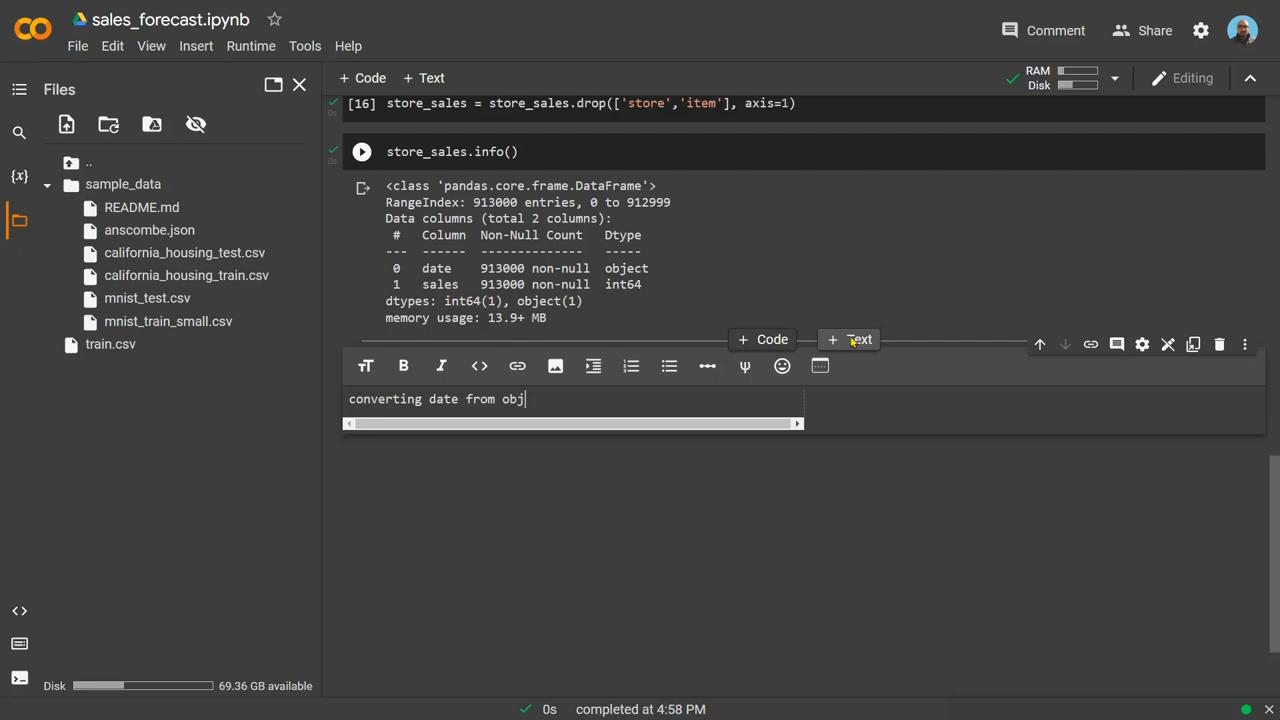 sales_forecast.ipynb
Comment
Share
File Edit View Insert Runtime Tools Help
Files
+ Code + Text
RAM
Disk
Editing
[16] store_sales = store_sales.drop(['store','item'], axis=1)
0s
store_sales.info()
0s
..
sample_data
README.md
anscombe.json
california_housing_test.csv
california_housing_train.csv
mnist_test.csv
mnist_train_small.csv
train.csv
{x}
<class 'pandas.core.frame.DataFrame'>
RangeIndex: 913000 entries, 0 to 912999
Data columns (total 2 columns):
# Column Non-Null Count Dtype
--- ------ -------------- -----
0 date 913000 non-null object
1 sales 913000 non-null int64
dtypes: int64(1), object(1)
memory usage: 13.9+ MB
+ Code + Text
converting date from obj
Disk 69.36 GB available
0s completed at 4:58 PM